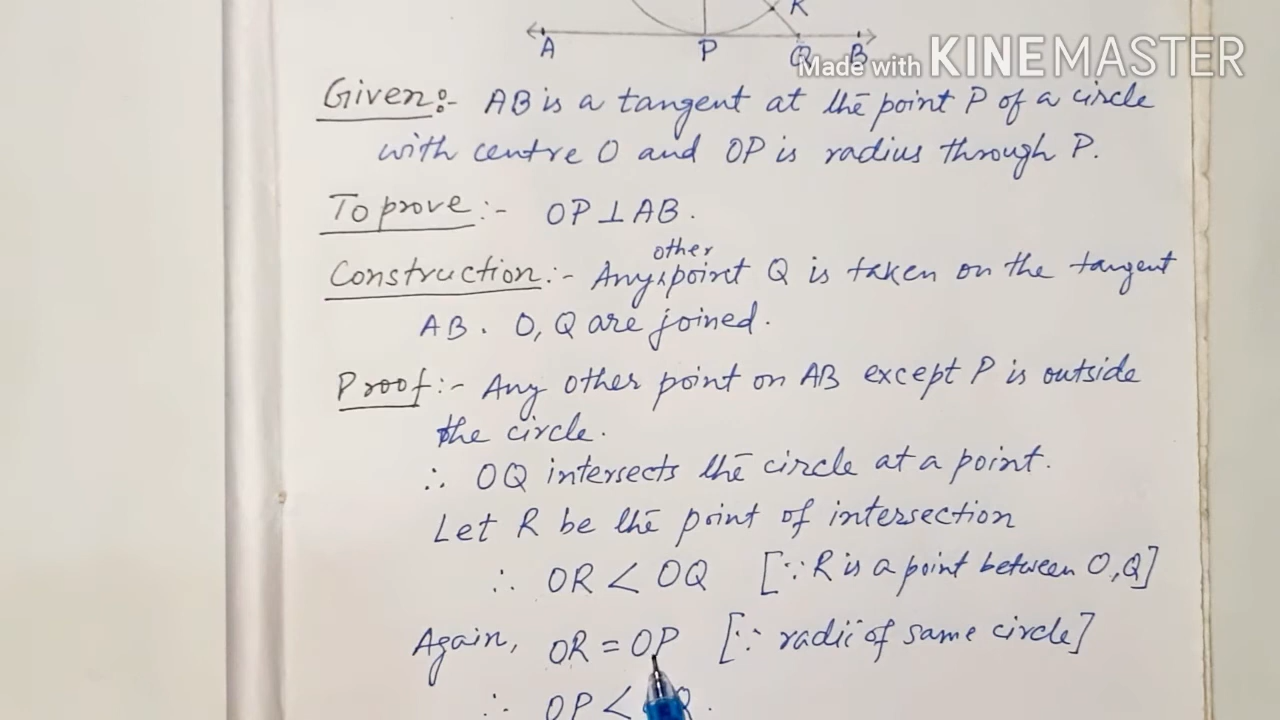 R
A P Q B
Made with KINEMASTER
Given:- AB is a tangent at the point P of a circle
with centre O and OP is radius through P.
To prove:- OP⊥AB.
other
Construction:- Any‸point Q is taken on the tangent
AB. O, Q are joined.
Proof:- Any other point on AB except P is outside
the circle.
∴ OQ intersects the circle at a point.
Let R be the point of intersection
∴ OR < OQ [∵ R is a point between O,Q]
Again, OR = OP [∵ radii of same circle]
∴ OP <